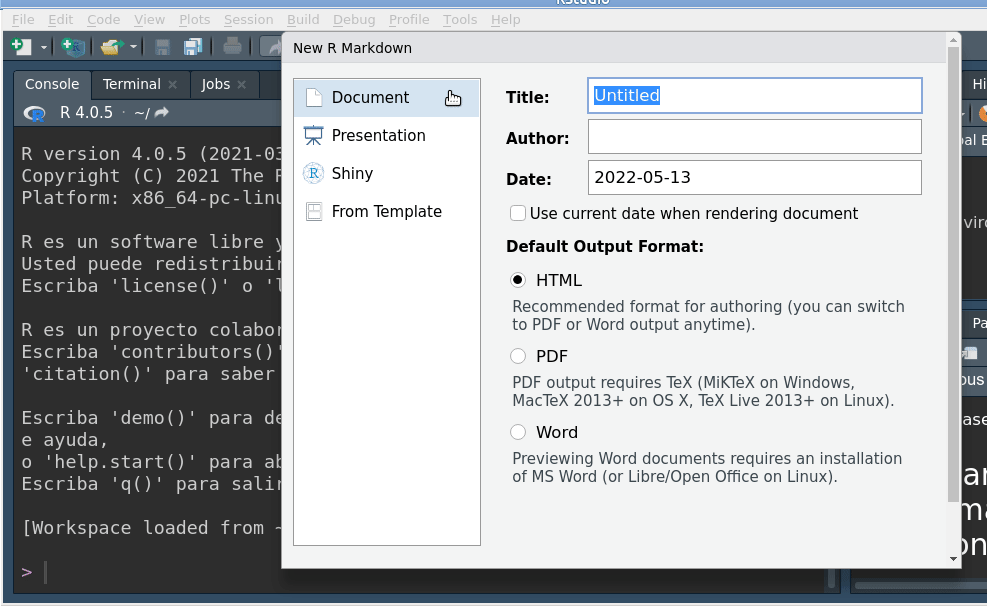 RStudio
File Edit Code View Plots Session Build Debug Profile Tools Help
New R Markdown
Console Terminal Jobs
R 4.0.5 · ~/
R version 4.0.5 (2021-03
Copyright (C) 2021 The R
Platform: x86_64-pc-linu
R es un software libre y
Usted puede redistribuir
Escriba 'license()' o 'l
R es un proyecto colabor
Escriba 'contributors()'
'citation()' para saber
Escriba 'demo()' para de
e ayuda,
o 'help.start()' para ab
Escriba 'q()' para salir
[Workspace loaded from ~
>
Document
Presentation
Shiny
From Template
Title: Untitled
Author:
Date: 2022-05-13
Use current date when rendering document
Default Output Format:
HTML
Recommended format for authoring (you can switch
to PDF or Word output anytime).
PDF
PDF output requires TeX (MiKTeX on Windows,
MacTeX 2013+ on OS X, TeX Live 2013+ on Linux).
Word
Previewing Word documents requires an installation
of MS Word (or Libre/Open Office on Linux).
Hi
bal E
viro
Pa
ous
ase
ar
ma
on